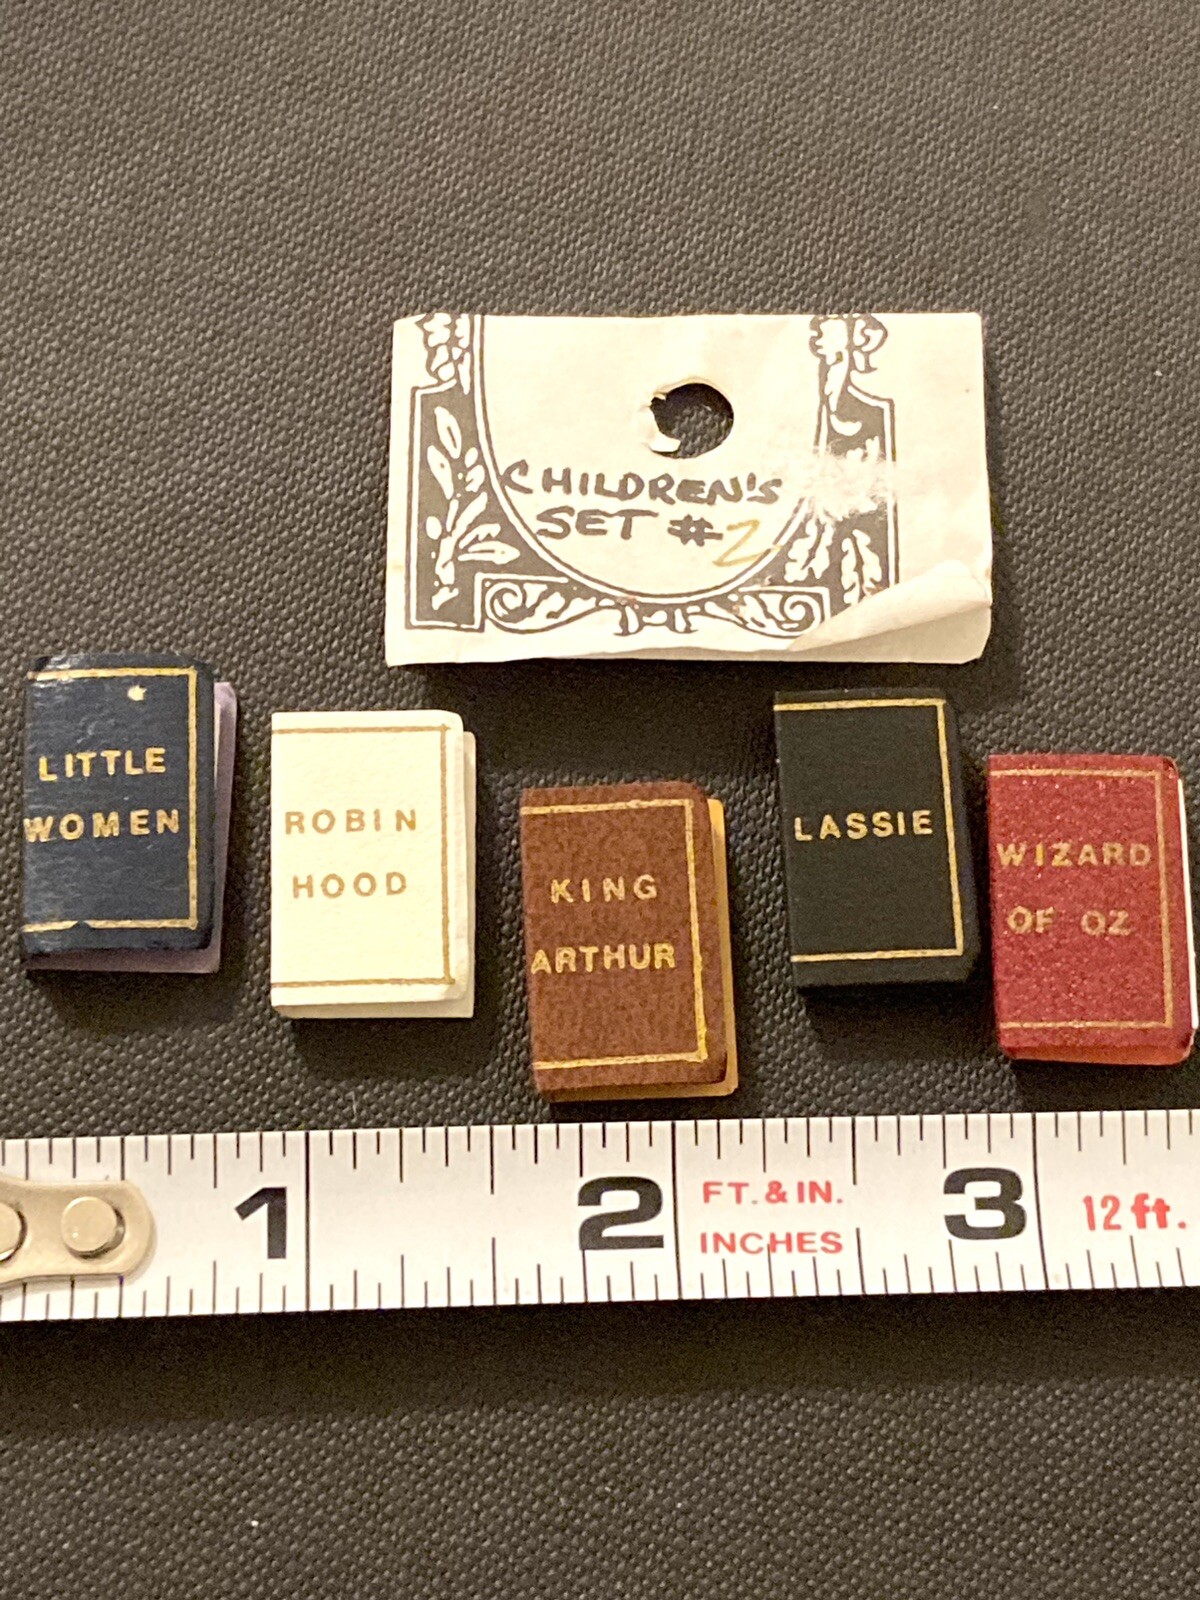 CHILDREN'S
SET #2
LITTLE
WOMEN
ROBIN
HOOD
KING
ARTHUR
LASSIE
WIZARD
OF OZ
1
2
FT. & IN.
INCHES
3
12 ft.